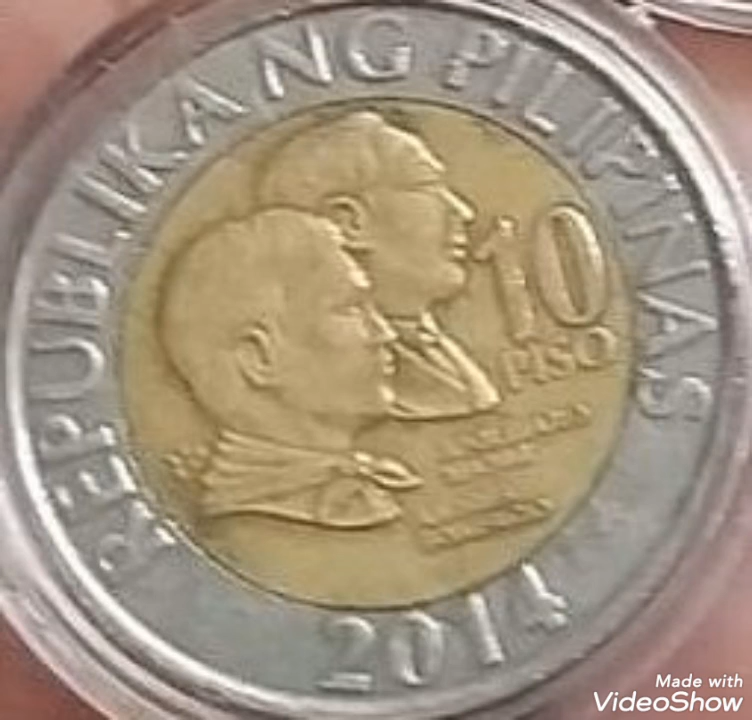 REPUBLIKA NG PILIPINAS
10
PISO
2014
Made with
VideoShow